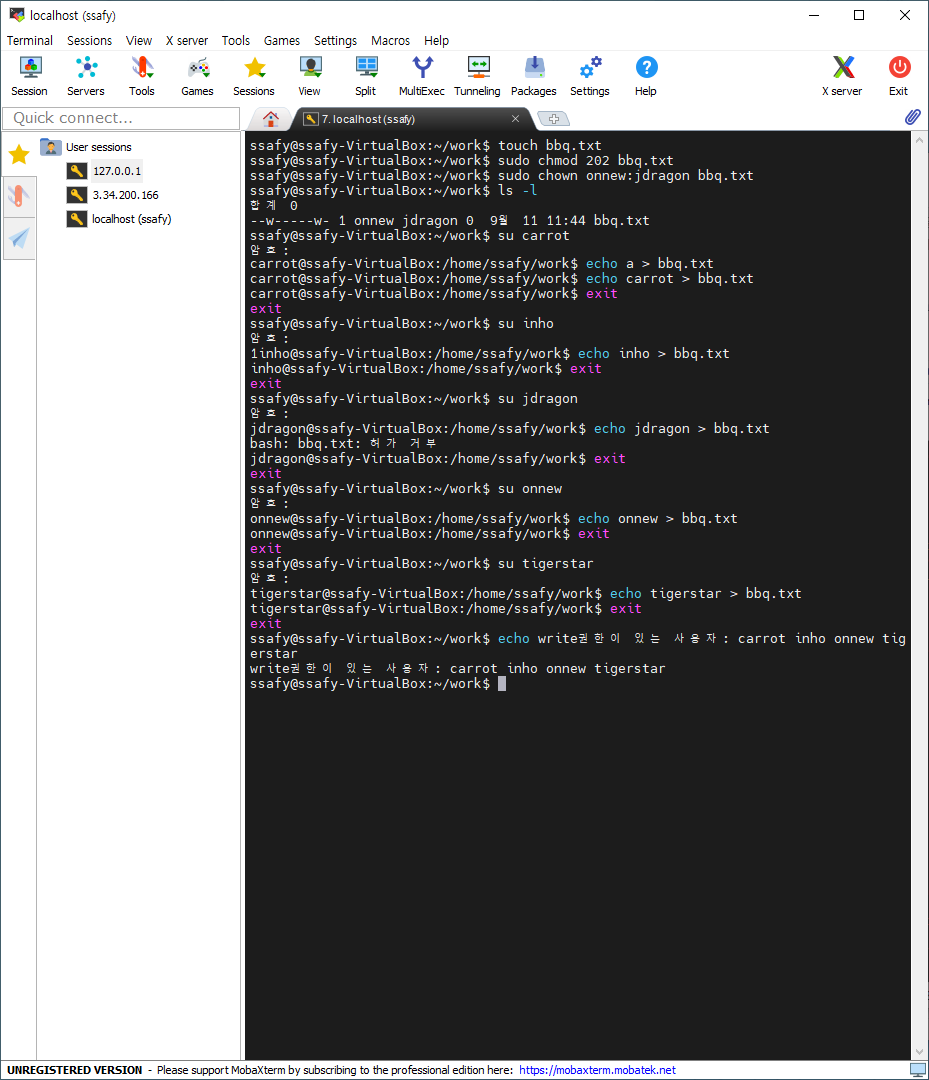 localhost (ssafy)
Terminal Sessions View X server Tools Games Settings Macros Help
Session Servers Tools Games Sessions View Split MultiExec Tunneling Packages Settings Help X server Exit
Quick connect...
7. localhost (ssafy)
User sessions
127.0.0.1
3.34.200.166
localhost (ssafy)
ssafy@ssafy-VirtualBox:~/work$ touch bbq.txt
ssafy@ssafy-VirtualBox:~/work$ sudo chmod 202 bbq.txt
ssafy@ssafy-VirtualBox:~/work$ sudo chown onnew:jdragon bbq.txt
ssafy@ssafy-VirtualBox:~/work$ ls -l
합계 0
--w-----w- 1 onnew jdragon 0  9월  11 11:44 bbq.txt
ssafy@ssafy-VirtualBox:~/work$ su carrot
암호:
carrot@ssafy-VirtualBox:/home/ssafy/work$ echo a > bbq.txt
carrot@ssafy-VirtualBox:/home/ssafy/work$ echo carrot > bbq.txt
carrot@ssafy-VirtualBox:/home/ssafy/work$ exit
exit
ssafy@ssafy-VirtualBox:~/work$ su inho
암호:
1inho@ssafy-VirtualBox:/home/ssafy/work$ echo inho > bbq.txt
inho@ssafy-VirtualBox:/home/ssafy/work$ exit
exit
ssafy@ssafy-VirtualBox:~/work$ su jdragon
암호:
jdragon@ssafy-VirtualBox:/home/ssafy/work$ echo jdragon > bbq.txt
bash: bbq.txt: 허가 거부
jdragon@ssafy-VirtualBox:/home/ssafy/work$ exit
exit
ssafy@ssafy-VirtualBox:~/work$ su onnew
암호:
onnew@ssafy-VirtualBox:/home/ssafy/work$ echo onnew > bbq.txt
onnew@ssafy-VirtualBox:/home/ssafy/work$ exit
exit
ssafy@ssafy-VirtualBox:~/work$ su tigerstar
암호:
tigerstar@ssafy-VirtualBox:/home/ssafy/work$ echo tigerstar > bbq.txt
tigerstar@ssafy-VirtualBox:/home/ssafy/work$ exit
exit
ssafy@ssafy-VirtualBox:~/work$ echo write권한이 있는 사용자: carrot inho onnew tig
erstar
write권한이 있는 사용자: carrot inho onnew tigerstar
ssafy@ssafy-VirtualBox:~/work$
UNREGISTERED VERSION - Please support MobaXterm by subscribing to the professional edition here: https://mobaxterm.mobatek.net